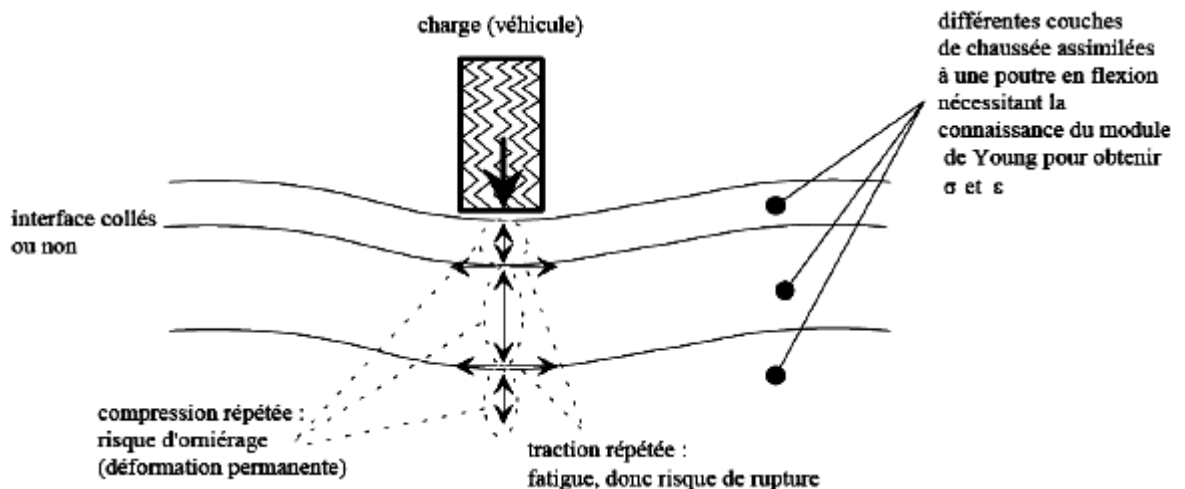 charge (véhicule)
différentes couches
de chaussée assimilées
à une poutre en flexion
nécessitant la
connaissance du module
de Young pour obtenir
σ et ε
interface collés
ou non
compression répétée :
risque d'orniérage
(déformation permanente)
traction répétée :
fatigue, donc risque de rupture